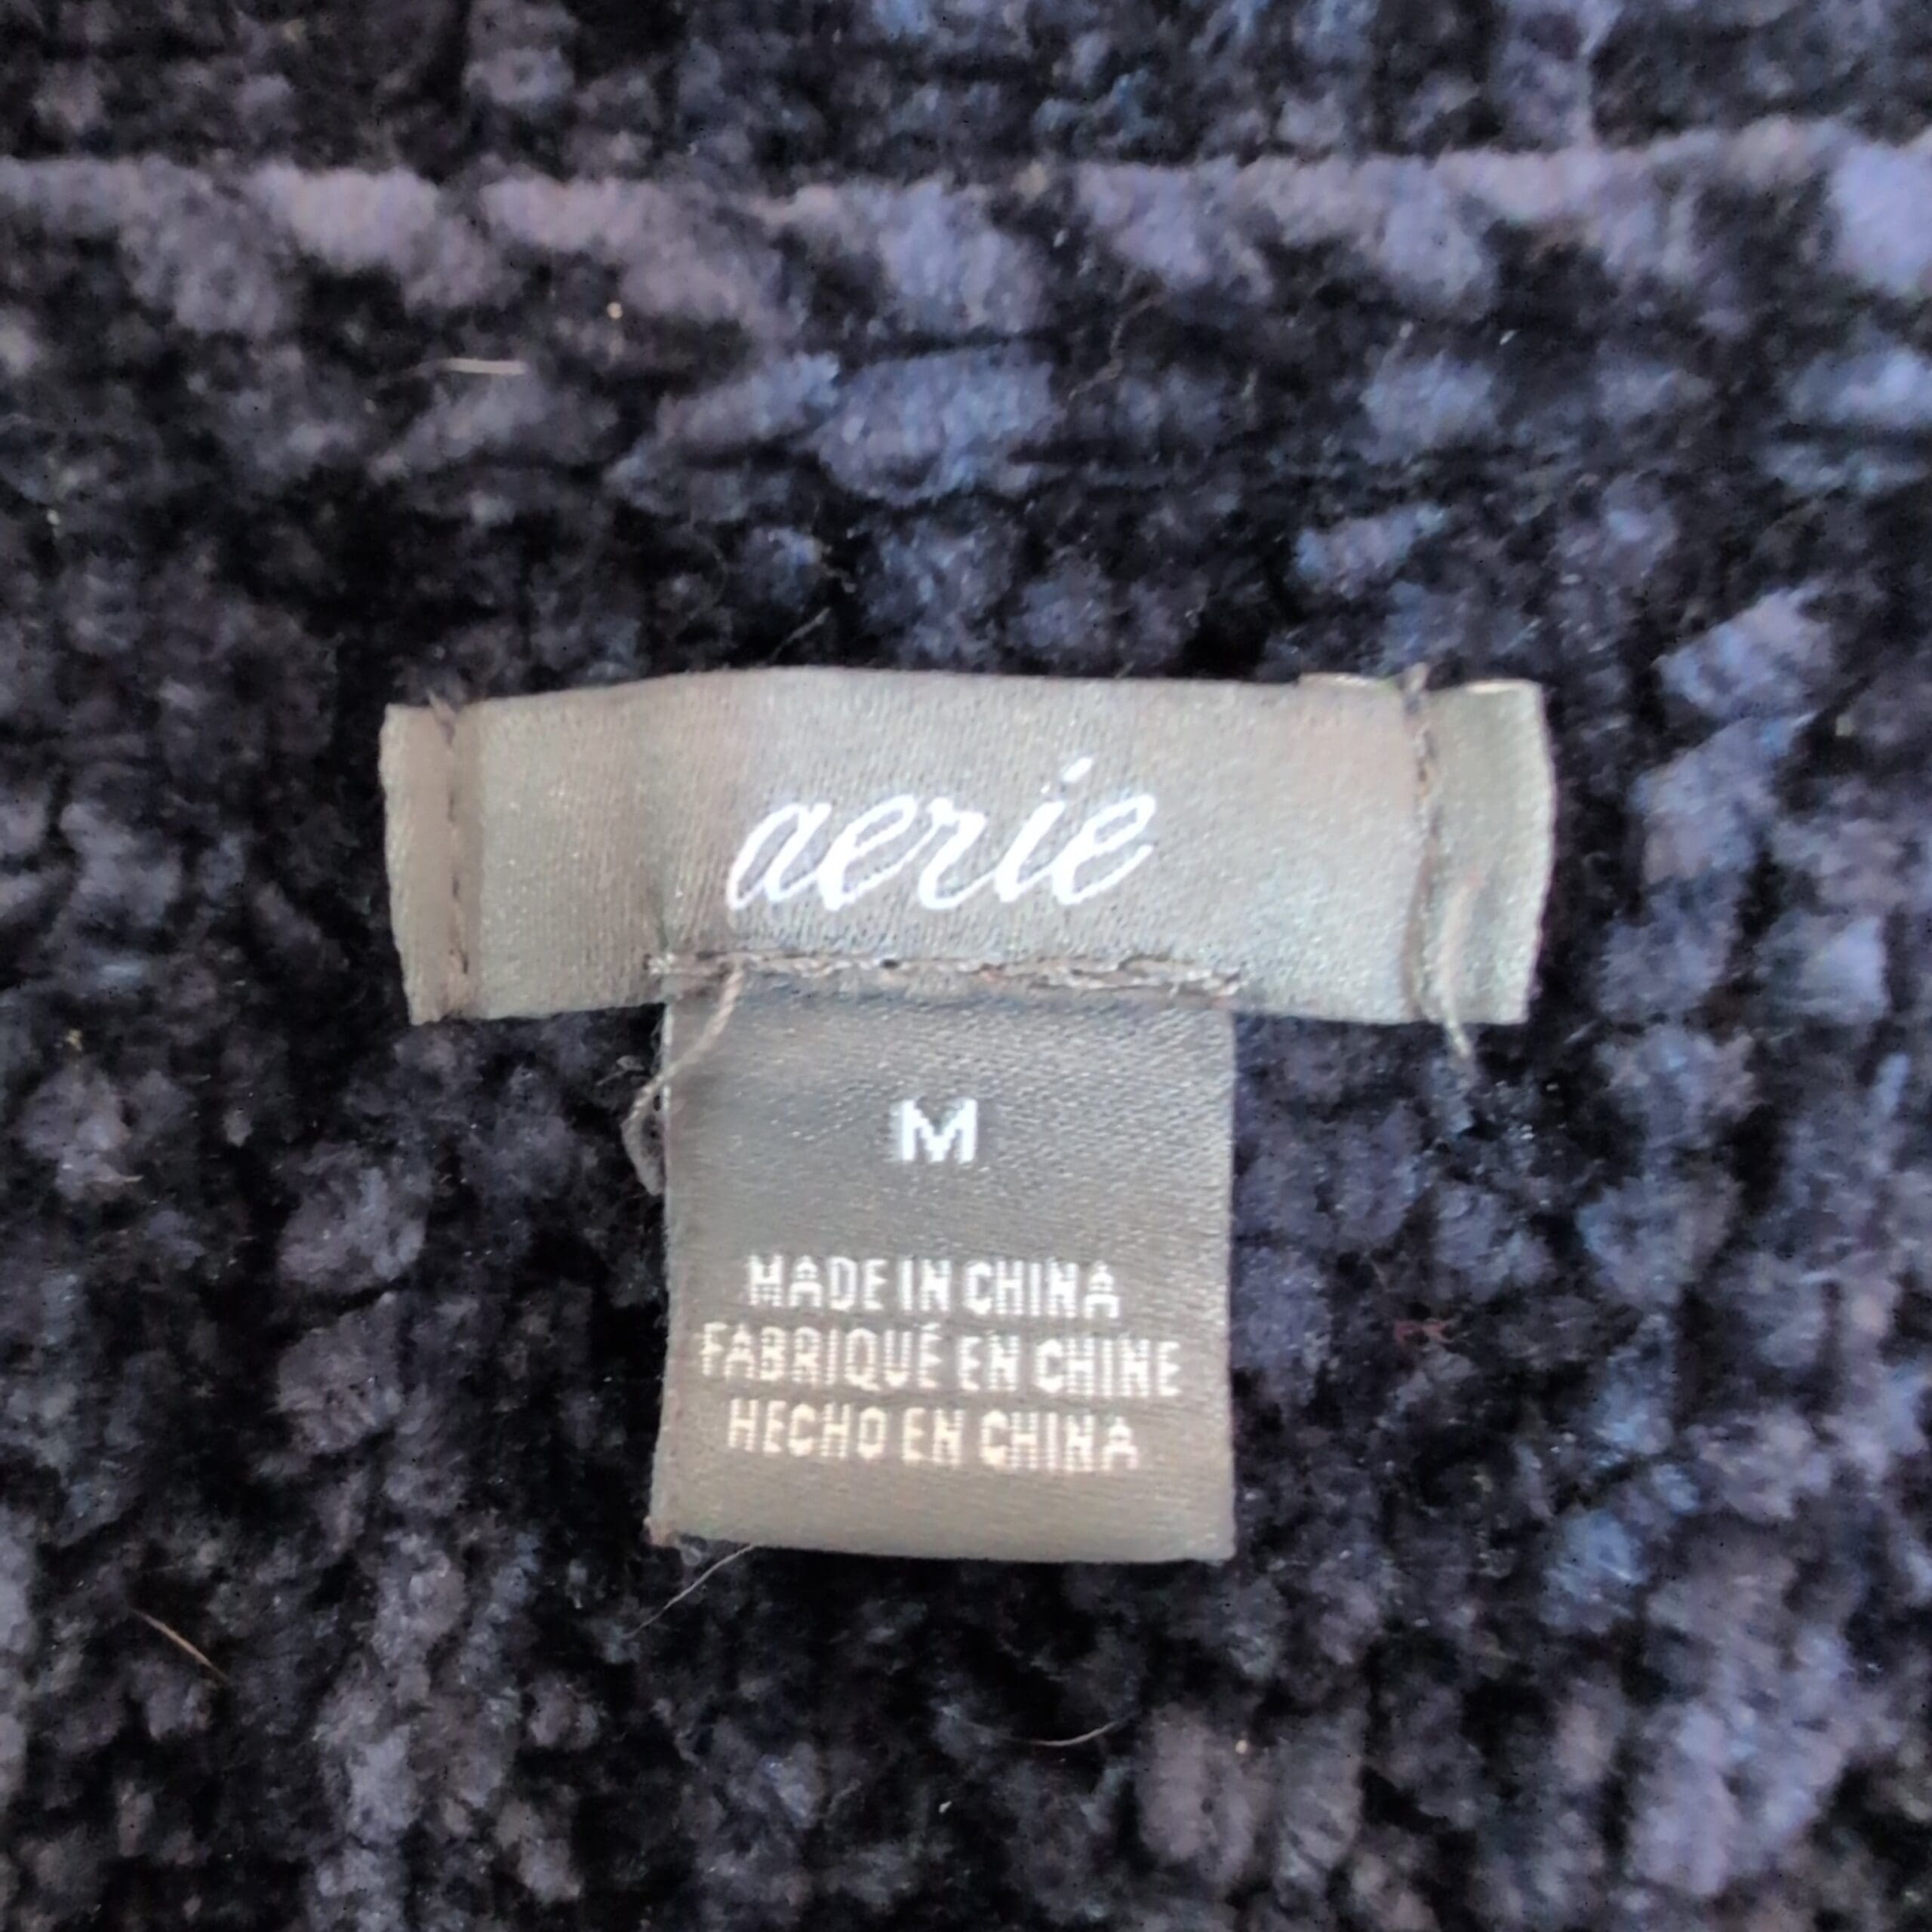 aerie
M
MADE IN CHINA
FABRIQUÉ EN CHINE
HECHO EN CHINA